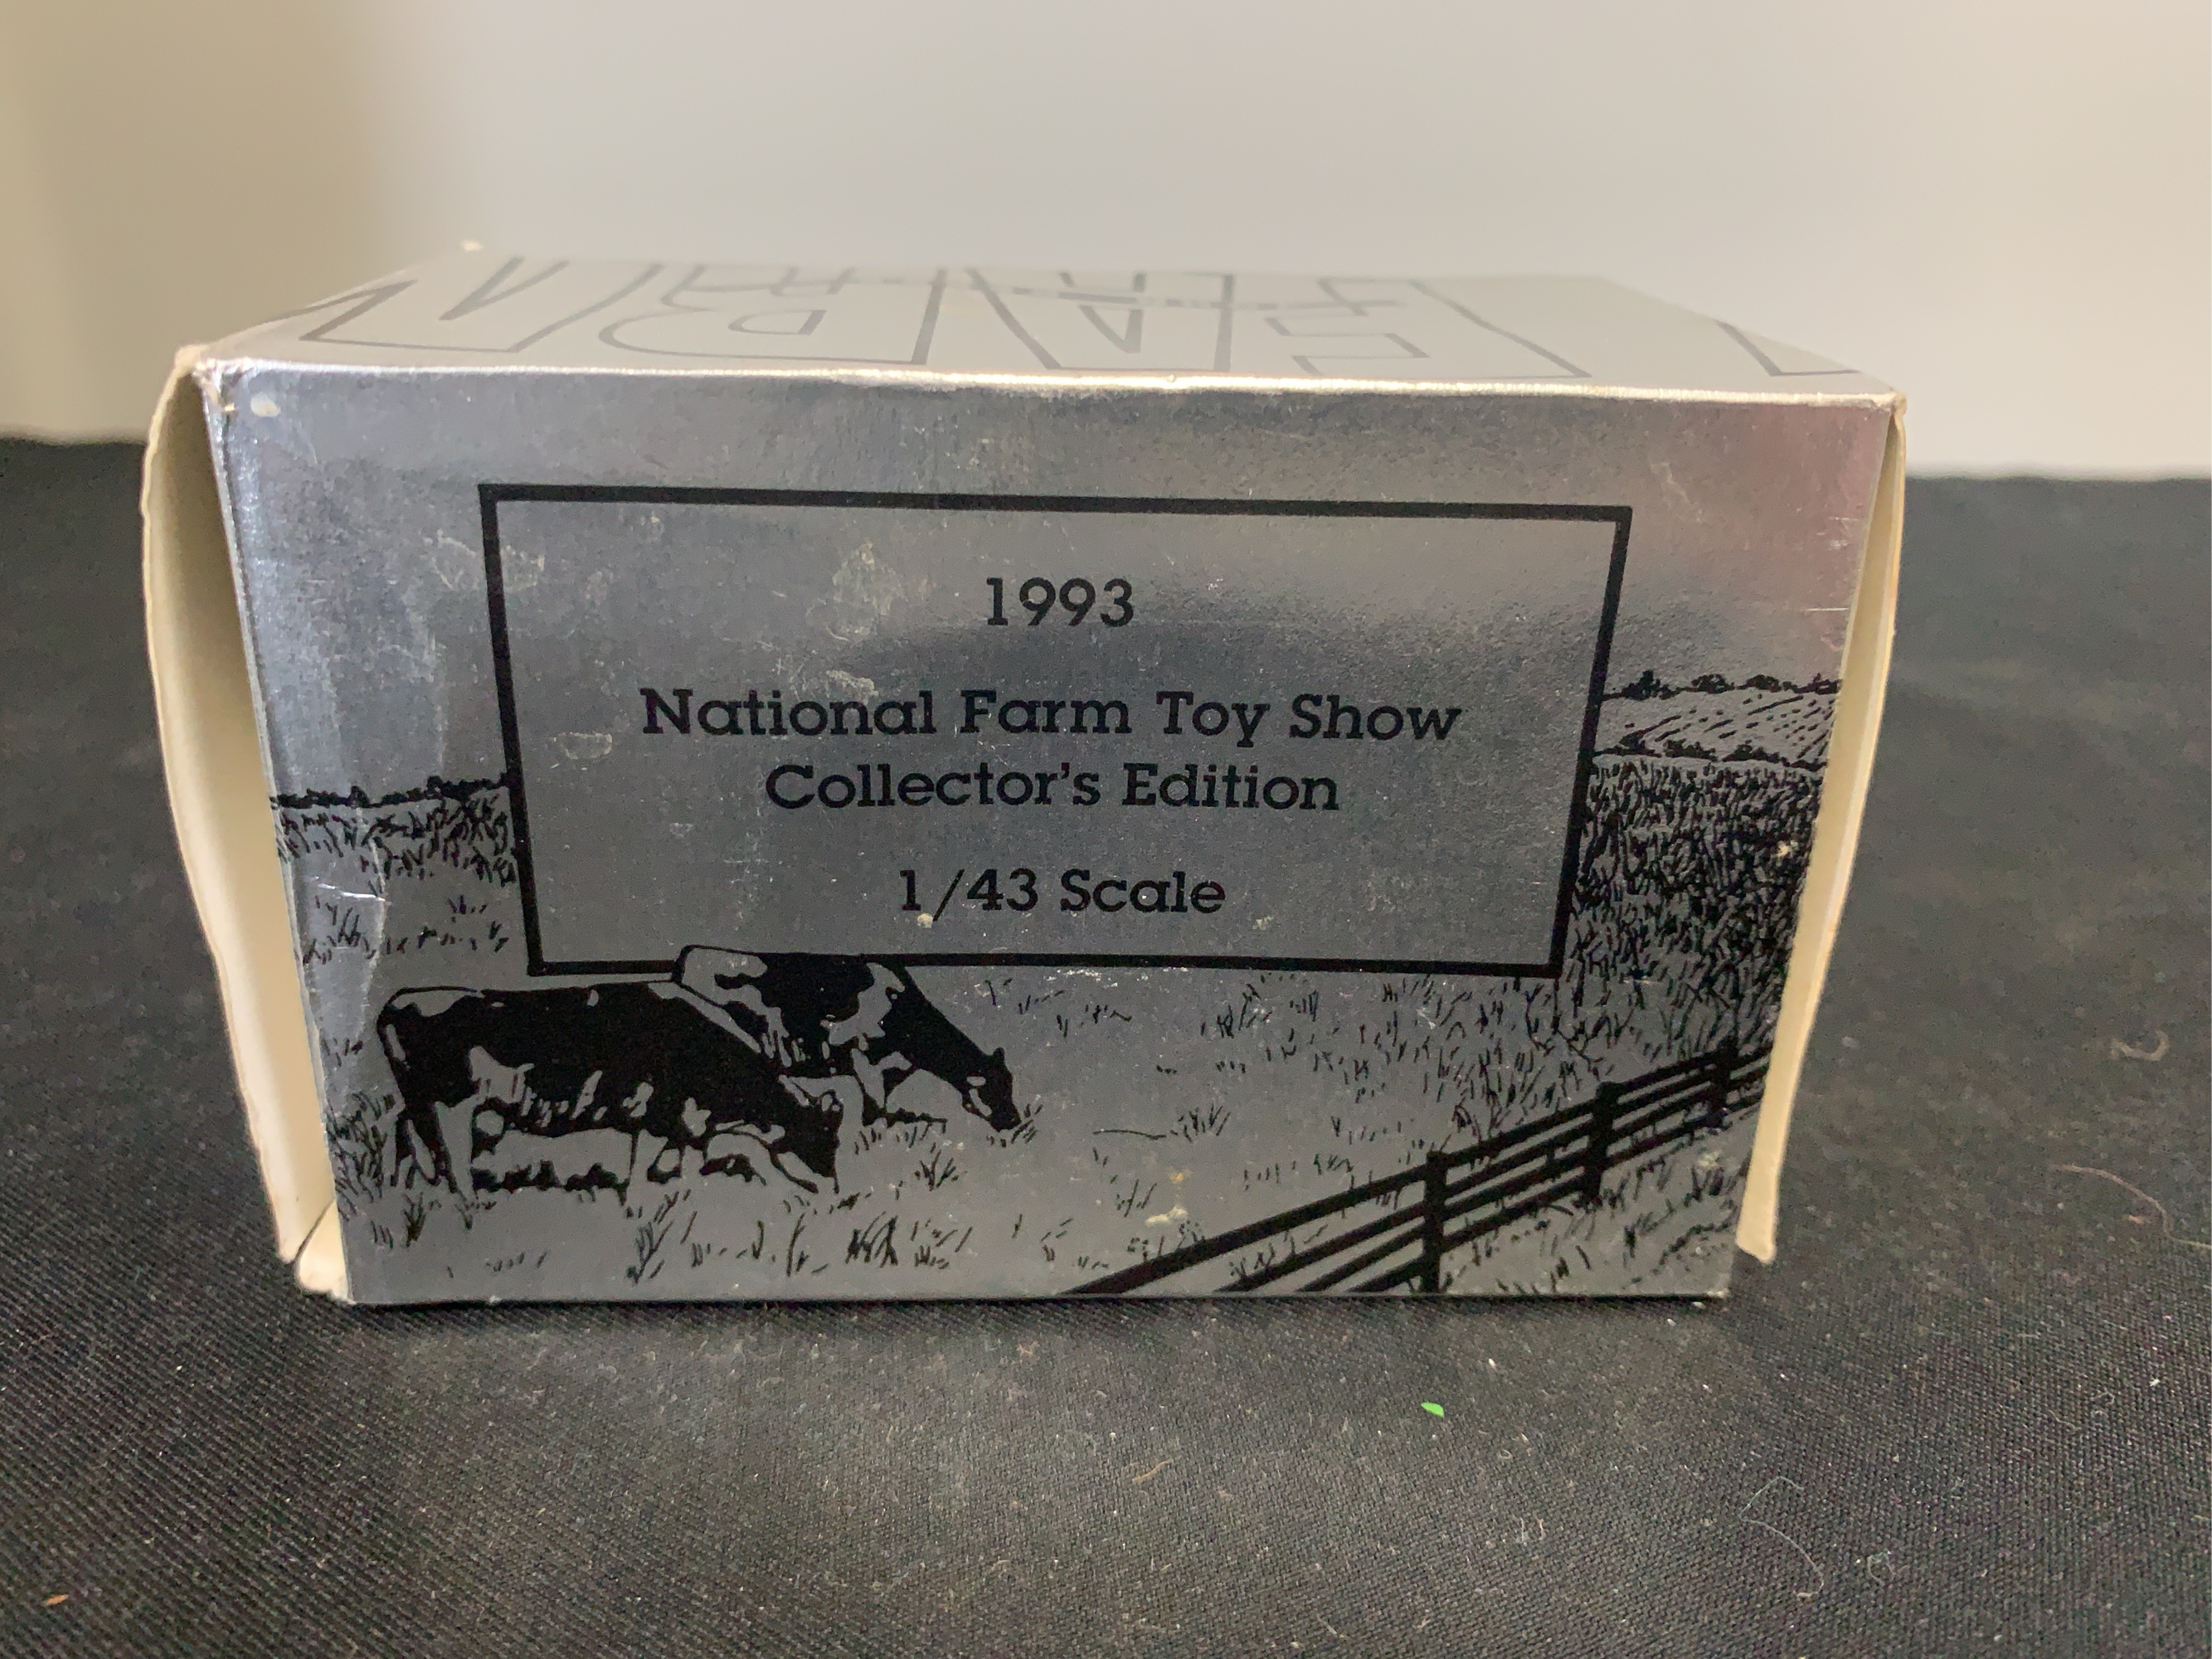 1993
National Farm Toy Show
Collector's Edition
1/43 Scale